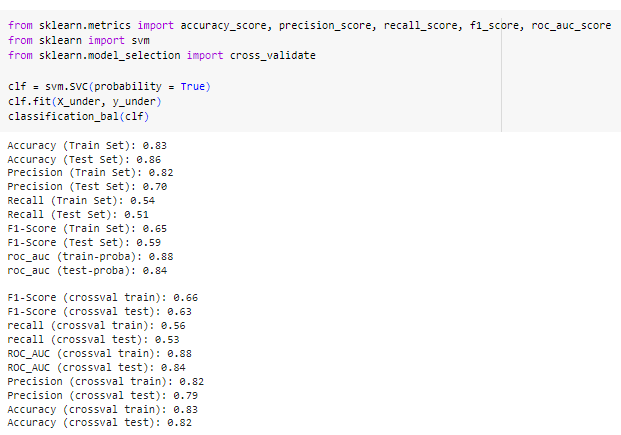 from sklearn.metrics import accuracy_score, precision_score, recall_score, f1_score, roc_auc_score
from sklearn import svm
from sklearn.model_selection import cross_validate
clf = svm.SVC(probability = True)
clf.fit(X_under, y_under)
classification_bal(clf)
Accuracy (Train Set): 0.83
Accuracy (Test Set): 0.86
Precision (Train Set): 0.82
Precision (Test Set): 0.70
Recall (Train Set): 0.54
Recall (Test Set): 0.51
F1-Score (Train Set): 0.65
F1-Score (Test Set): 0.59
roc_auc (train-proba): 0.88
roc_auc (test-proba): 0.84
F1-Score (crossval train): 0.66
F1-Score (crossval test): 0.63
recall (crossval train): 0.56
recall (crossval test): 0.53
ROC_AUC (crossval train): 0.88
ROC_AUC (crossval test): 0.84
Precision (crossval train): 0.82
Precision (crossval test): 0.79
Accuracy (crossval train): 0.83
Accuracy (crossval test): 0.82